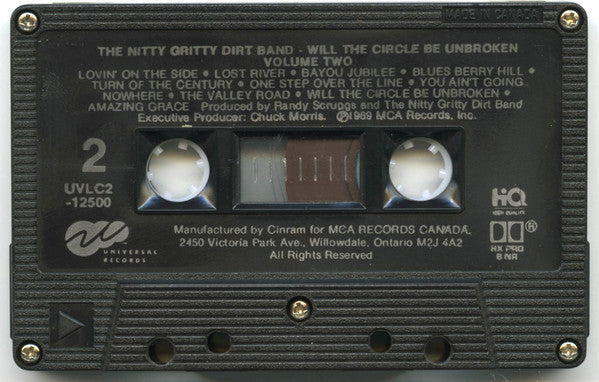 MADE IN CANADA
THE NITTY GRITTY DIRT BAND - WILL THE CIRCLE BE UNBROKEN
VOLUME TWO
LOVIN' ON THE SIDE • LOST RIVER • BAYOU JUBILEE • BLUES BERRY HILL •
TURN OF THE CENTURY • ONE STEP OVER THE LINE • YOU AIN'T GOING
NOWHERE • THE VALLEY ROAD • WILL THE CIRCLE BE UNBROKEN •
AMAZING GRACE Produced by Randy Scruggs and The Nitty Gritty Dirt Band
Executive Producer: Chuck Morris. ℗1989 MCA Records, Inc.
2
UVLC2
-12500
HiQ
HIGH QUALITY
HX PRO
B NR
UNIVERSAL
RECORDS
Manufactured by Cinram for MCA RECORDS CANADA,
2450 Victoria Park Ave., Willowdale, Ontario M2J 4A2
All Rights Reserved